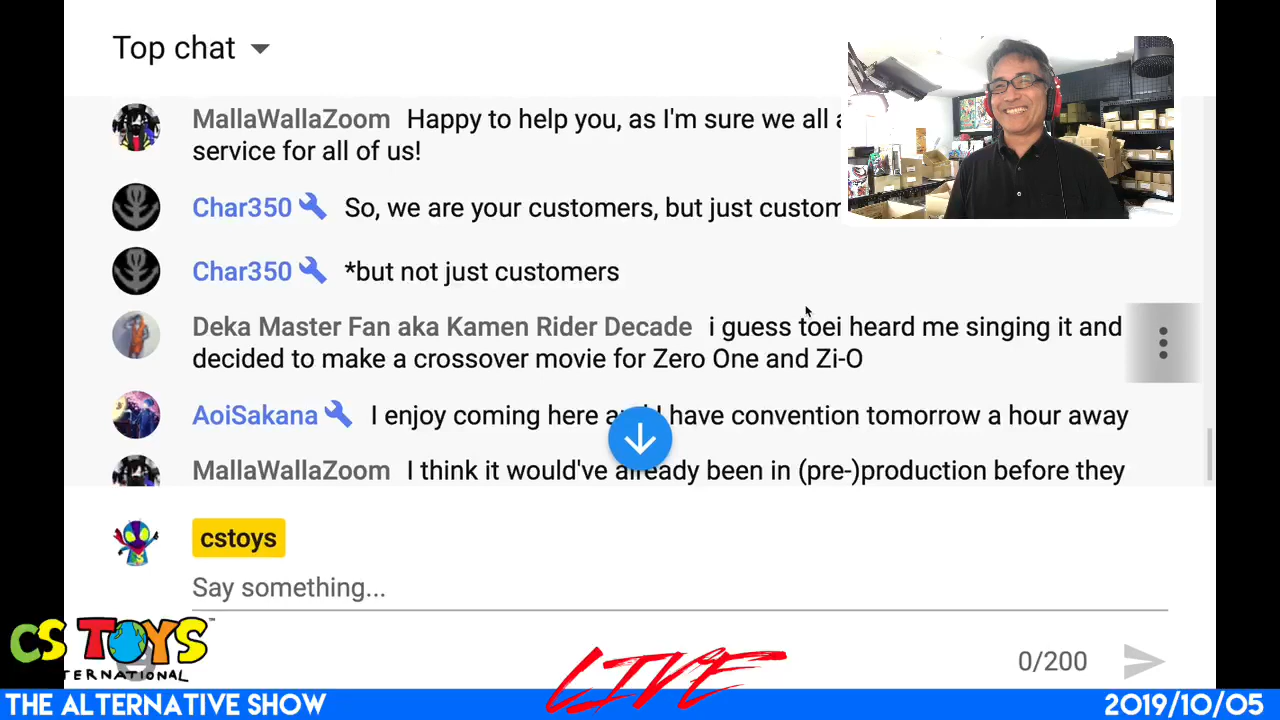 Top chat
MallaWallaZoom Happy to help you, as I'm sure we all
service for all of us!
Char350 So, we are your customers, but just custom
Char350 *but not just customers
Deka Master Fan aka Kamen Rider Decade i guess toei heard me singing it and
decided to make a crossover movie for Zero One and Zi-O
AoiSakana I enjoy coming here and I have convention tomorrow a hour away
MallaWallaZoom I think it would've already been in (pre-)production before they
cstoys
Say something...
CS TOYS™
TERNATIONAL
LIVE
0/200
THE ALTERNATIVE SHOW
2019/10/05